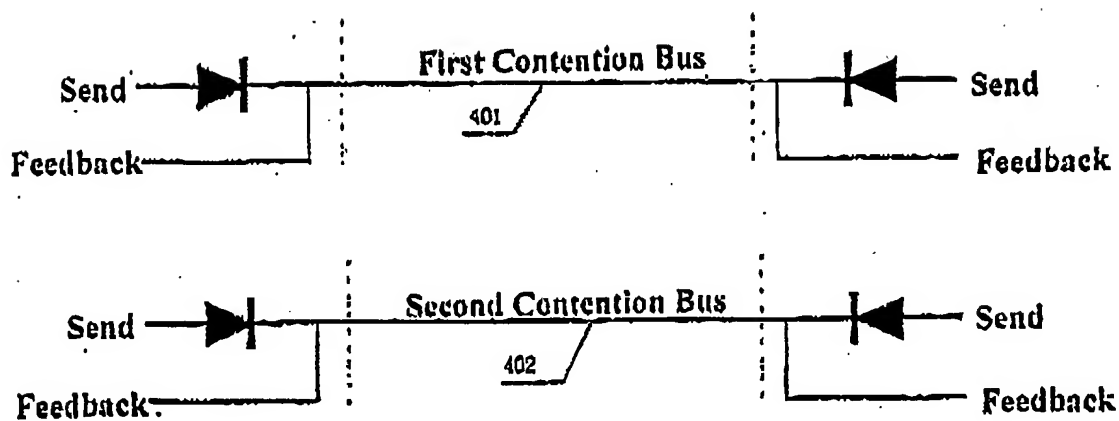 First Contention Bus
Send
Send
401
Feedback
Feedback
Second Contention Bus
Send
Send
402
Feedback
Feedback